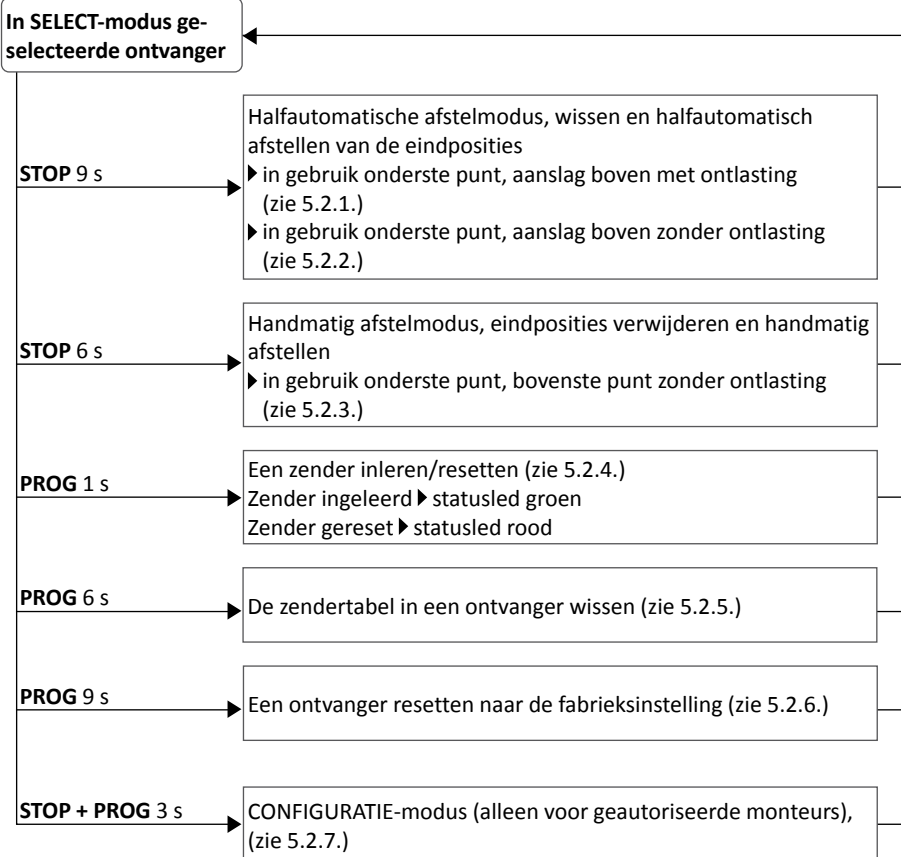 In SELECT-modus ge-
selecteerde ontvanger
STOP 9 s
Halfautomatische afstelmodus, wissen en halfautomatisch
afstellen van de eindposities
in gebruik onderste punt, aanslag boven met ontlasting
(zie 5.2.1.)
in gebruik onderste punt, aanslag boven zonder ontlasting
(zie 5.2.2.)
STOP 6 s
Handmatig afstelmodus, eindposities verwijderen en handmatig
afstellen
in gebruik onderste punt, bovenste punt zonder ontlasting
(zie 5.2.3.)
PROG 1 s
Een zender inleren/resetten (zie 5.2.4.)
Zender ingeleerd ▶ statusled groen
Zender gereset ▶ statusled rood
PROG 6 s
De zendertabel in een ontvanger wissen (zie 5.2.5.)
PROG 9 s
Een ontvanger resetten naar de fabrieksinstelling (zie 5.2.6.)
STOP + PROG 3 s
CONFIGURATIE-modus (alleen voor geautoriseerde monteurs),
(zie 5.2.7.)